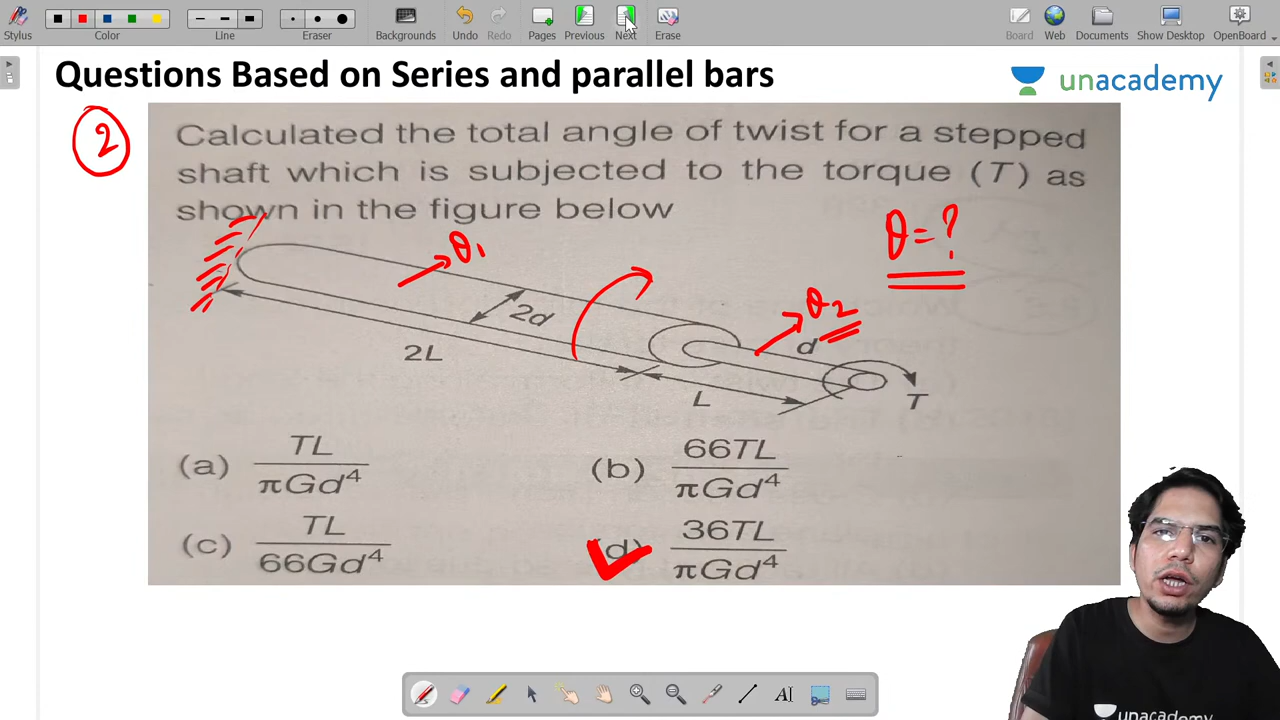 Stylus
Color
Line
Eraser
Backgrounds
Undo
Redo
Pages
Previous
Next
Erase
Board
Web
Documents
Show Desktop
OpenBoard
Questions Based on Series and parallel bars
unacademy
2
Calculated the total angle of twist for a stepped
shaft which is subjected to the torque (T) as
shown in the figure below
θ = ?
θ1
θ2
2d
d
2L
L
T
(a) TL / πGd⁴
(b) 66TL / πGd⁴
(c) TL / 66Gd⁴
(d) 36TL / πGd⁴
unacademy